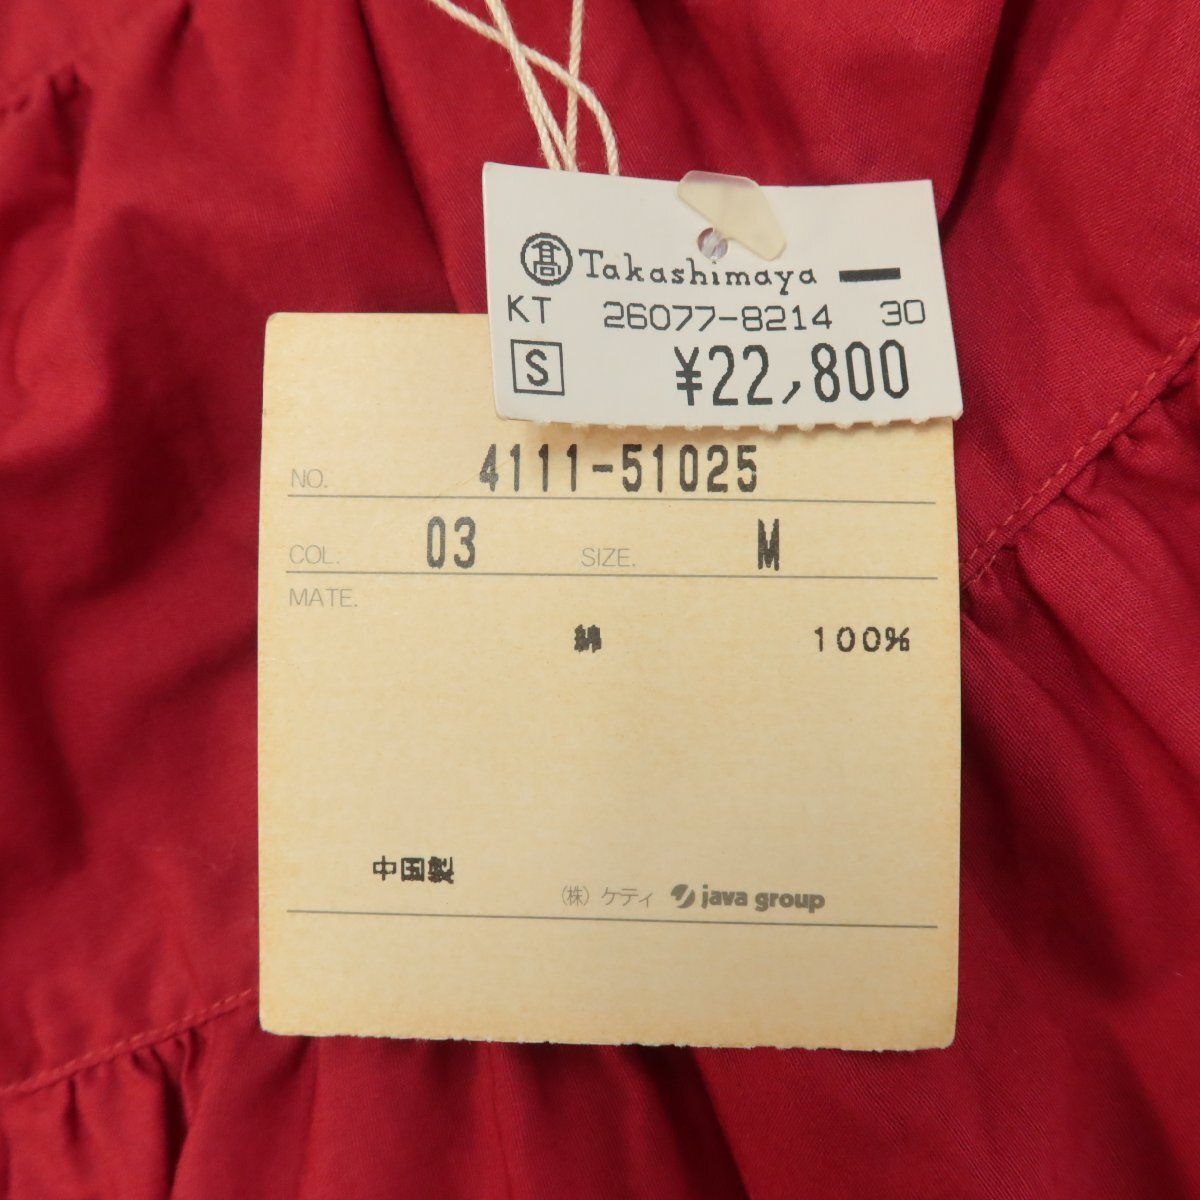 髙 Takashimaya
KT 26077-8214 30
S ¥22,800
NO. 4111-51025
COL. 03 SIZE. M
MATE.
綿 100%
中国製
(株) ケティ java group